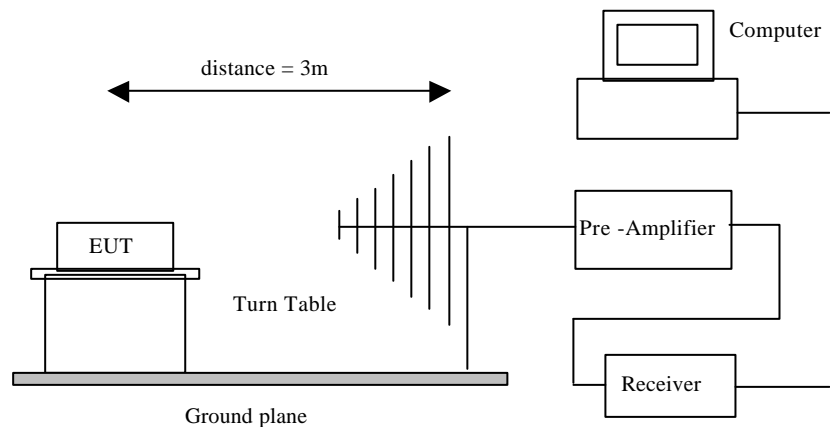 Computer
distance = 3m
EUT
Pre -Amplifier
Turn Table
Receiver
Ground plane